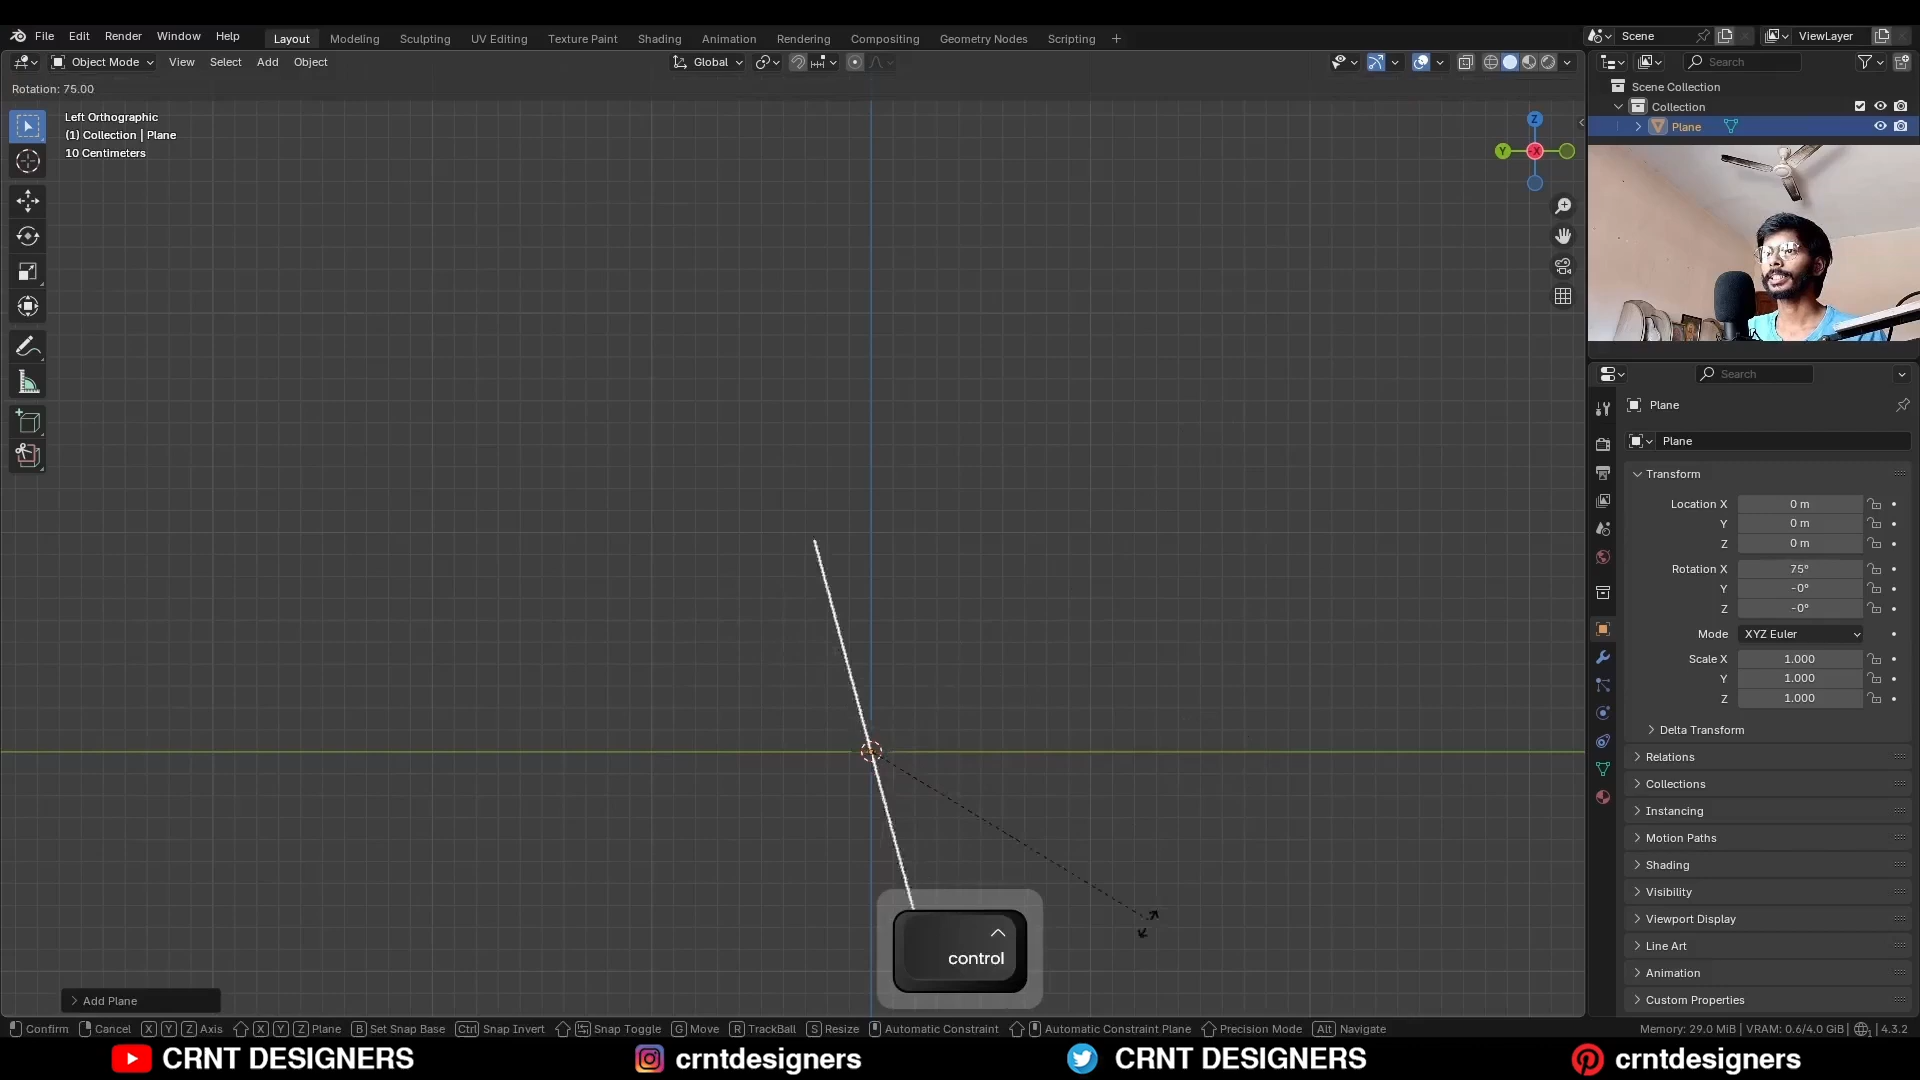 File Edit Render Window Help Layout Modeling Sculpting UV Editing Texture Paint Shading Animation Rendering Compositing Geometry Nodes Scripting + Scene ViewLayer
Object Mode View Select Add Object Global Search
Rotation: 75.00
Scene Collection
Left Orthographic
(1) Collection | Plane
10 Centimeters
Collection
Plane
Z
Y
-X
Search
Plane
Plane
Transform
Location X 0 m
Y 0 m
Z 0 m
Rotation X 75°
Y -0°
Z -0°
Mode XYZ Euler
Scale X 1.000
Y 1.000
Z 1.000
Delta Transform
Relations
Collections
Instancing
Motion Paths
Shading
Visibility
Viewport Display
Line Art
Animation
Custom Properties
control
Add Plane
Confirm Cancel X Y Z Axis X Y Z Plane B Set Snap Base Ctrl Snap Invert Snap Toggle G Move R TrackBall S Resize Automatic Constraint Automatic Constraint Plane Precision Mode Alt Navigate Memory: 29.0 MiB | VRAM: 0.6/4.0 GiB | 4.3.2
CRNT DESIGNERS crntdesigners CRNT DESIGNERS crntdesigners